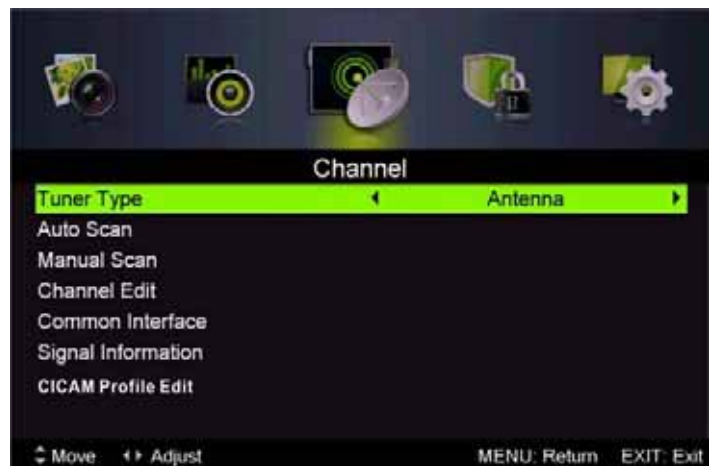 Channel
Tuner Type Antenna
Auto Scan
Manual Scan
Channel Edit
Common Interface
Signal Information
CICAM Profile Edit
Move Adjust MENU: Return EXIT: Exit